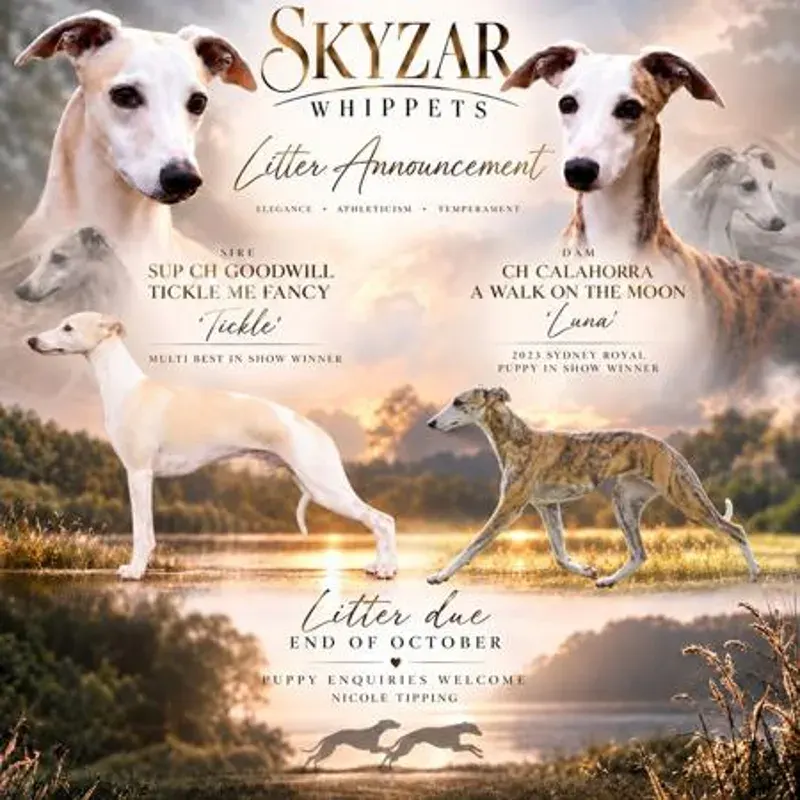 SKYZAR
WHIPPETS
Litter Announcement
ELEGANCE • ATHLETICISM • TEMPERAMENT
SIRE
SUP CH GOODWILL
TICKLE ME FANCY
'Tickle'
MULTI BEST IN SHOW WINNER
DAM
CH CALAHORRA
A WALK ON THE MOON
'Luna'
2023 SYDNEY ROYAL
PUPPY IN SHOW WINNER
Litter due
END OF OCTOBER
PUPPY ENQUIRIES WELCOME
NICOLE TIPPING